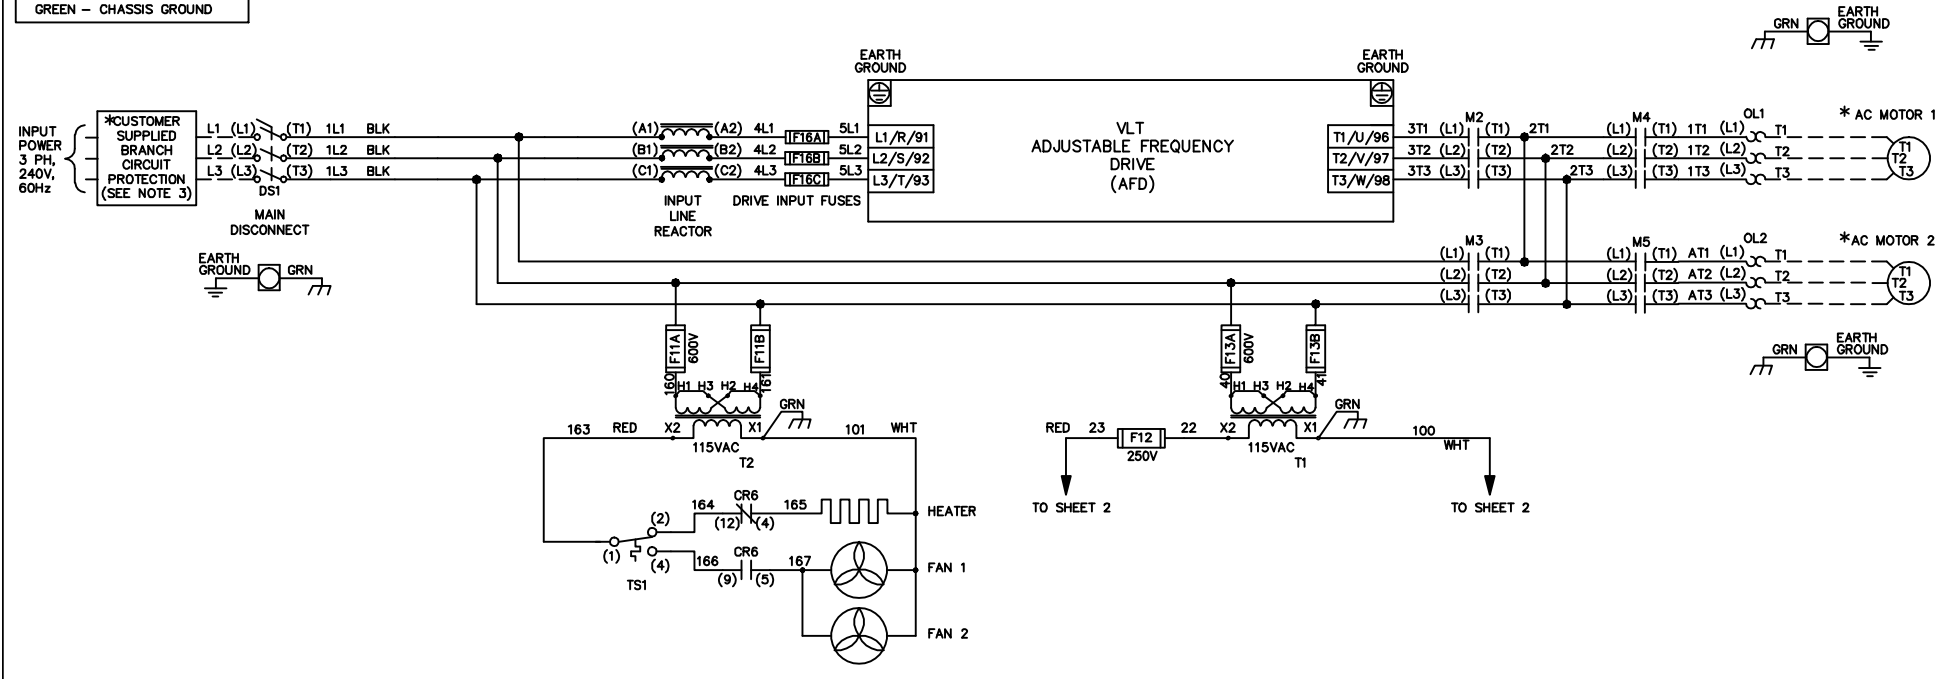 GREEN – CHASSIS GROUND
GRN
EARTH
GROUND
EARTH
GROUND
EARTH
GROUND
INPUT
POWER
3 PH,
240V,
60Hz
*CUSTOMER
SUPPLIED
BRANCH
CIRCUIT
PROTECTION
(SEE NOTE 3)
L1 (L1) (T1) 1L1 BLK
L2 (L2) (T2) 1L2 BLK
L3 (L3) (T3) 1L3 BLK
DS1
MAIN
DISCONNECT
EARTH
GROUND
GRN
(A1) (A2) 4L1 F16A 5L1 L1/R/91
(B1) (B2) 4L2 F16B 5L2 L2/S/92
(C1) (C2) 4L3 F16C 5L3 L3/T/93
INPUT
LINE
REACTOR
DRIVE INPUT FUSES
VLT
ADJUSTABLE FREQUENCY
DRIVE
(AFD)
M2 M4 OL1 * AC MOTOR 1
T1/U/96 3T1 (L1) (T1) 2T1 (L1) (T1) 1T1 (L1) T1
T2/V/97 3T2 (L2) (T2) 2T2 (L2) (T2) 1T2 (L2) T2
T3/W/98 3T3 (L3) (T3) 2T3 (L3) (T3) 1T3 (L3) T3
T1
T2
T3
M3 M5 OL2 *AC MOTOR 2
(L1) (T1) (L1) (T1) AT1 (L1) T1
(L2) (T2) (L2) (T2) AT2 (L2) T2
(L3) (T3) (L3) (T3) AT3 (L3) T3
T1
T2
T3
GRN
EARTH
GROUND
F11A
600V
F11B
160
161
H1 H3 H2 H4
GRN
163 RED X2 X1 101 WHT
115VAC
T2
F13A
600V
F13B
40
41
H1 H3 H2 H4
GRN
RED 23 F12 22 X2 X1 100
WHT
250V
115VAC
T1
TO SHEET 2
TO SHEET 2
164 CR6 165
(12) (4)
HEATER
(2)
(1)
(4)
TS1
166 CR6 167
(9) (5)
FAN 1
FAN 2